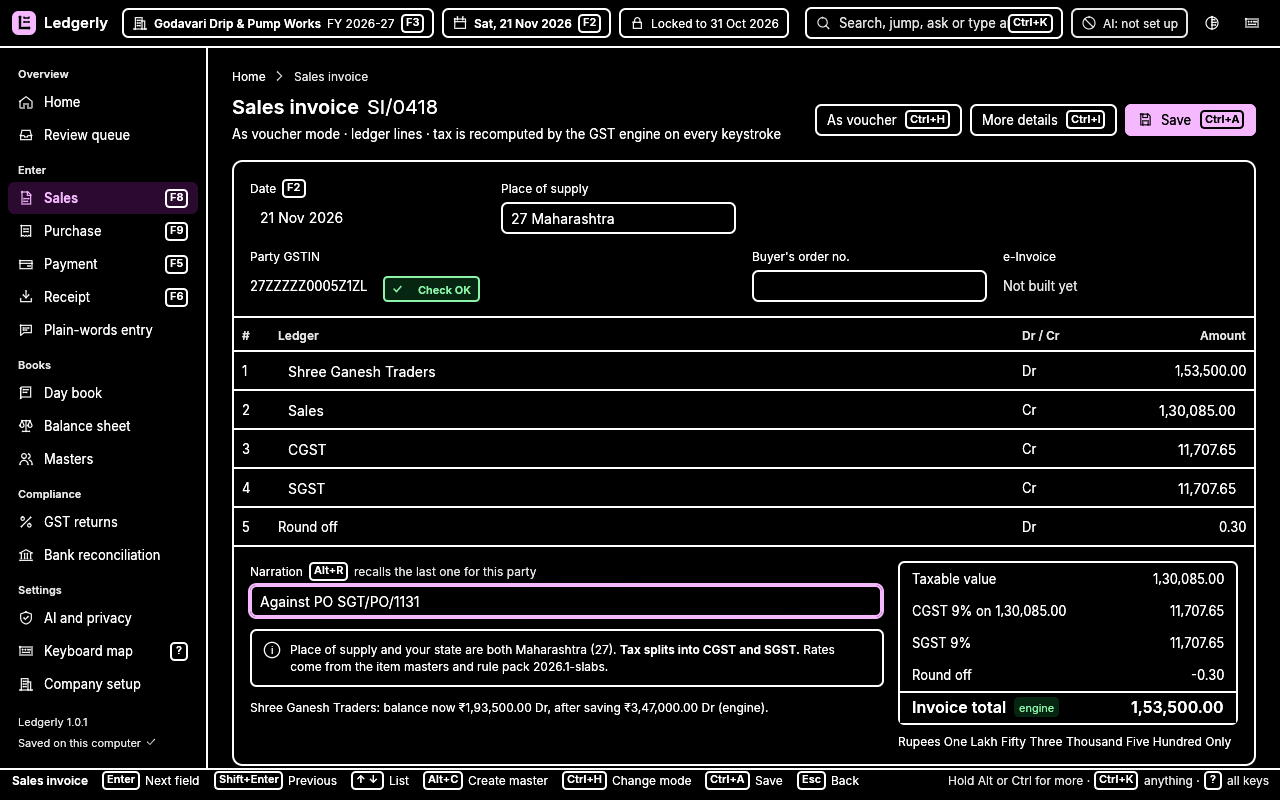 Ledgerly
Godavari Drip & Pump Works FY 2026-27 F3
Sat, 21 Nov 2026 F2
Locked to 31 Oct 2026
Search, jump, ask or type a Ctrl+K
AI: not set up
Overview
Home
Review queue
Enter
Sales F8
Purchase F9
Payment F5
Receipt F6
Plain-words entry
Books
Day book
Balance sheet
Masters
Compliance
GST returns
Bank reconciliation
Settings
AI and privacy
Keyboard map ?
Company setup
Ledgerly 1.0.1
Saved on this computer
Home Sales invoice
Sales invoice SI/0418
As voucher mode · ledger lines · tax is recomputed by the GST engine on every keystroke
As voucher Ctrl+H
More details Ctrl+I
Save Ctrl+A
Date F2 Place of supply
21 Nov 2026 27 Maharashtra
Party GSTIN Buyer's order no. e-Invoice
27ZZZZZ0005Z1ZL Check OK Not built yet
# Ledger Dr / Cr Amount
1 Shree Ganesh Traders Dr 1,53,500.00
2 Sales Cr 1,30,085.00
3 CGST Cr 11,707.65
4 SGST Cr 11,707.65
5 Round off Dr 0.30
Narration Alt+R recalls the last one for this party
Against PO SGT/PO/1131
Place of supply and your state are both Maharashtra (27). Tax splits into CGST and SGST. Rates
come from the item masters and rule pack 2026.1-slabs.
Shree Ganesh Traders: balance now ₹1,93,500.00 Dr, after saving ₹3,47,000.00 Dr (engine).
Taxable value 1,30,085.00
CGST 9% on 1,30,085.00 11,707.65
SGST 9% 11,707.65
Round off -0.30
Invoice total engine 1,53,500.00
Rupees One Lakh Fifty Three Thousand Five Hundred Only
Sales invoice Enter Next field Shift+Enter Previous ↑ ↓ List Alt+C Create master Ctrl+H Change mode Ctrl+A Save Esc Back Hold Alt or Ctrl for more · Ctrl+K anything · ? all keys